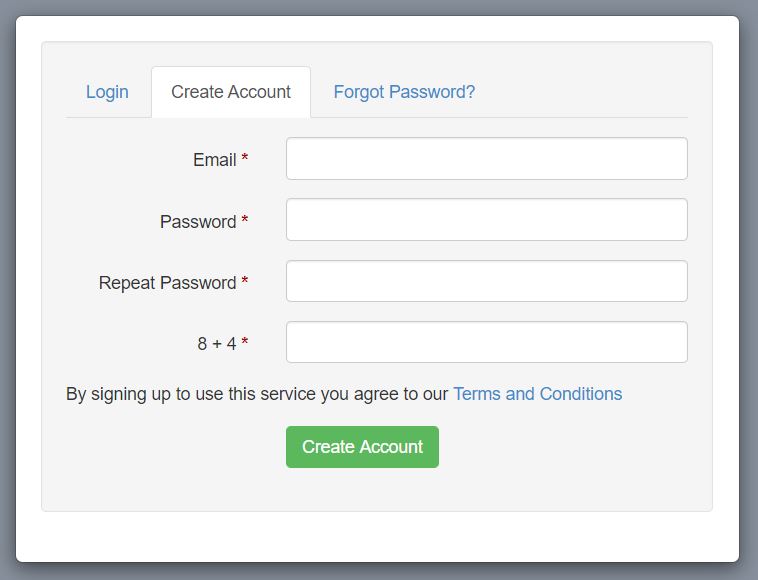 Login Create Account Forgot Password?
Email *
Password *
Repeat Password *
8 + 4 *
By signing up to use this service you agree to our Terms and Conditions
Create Account